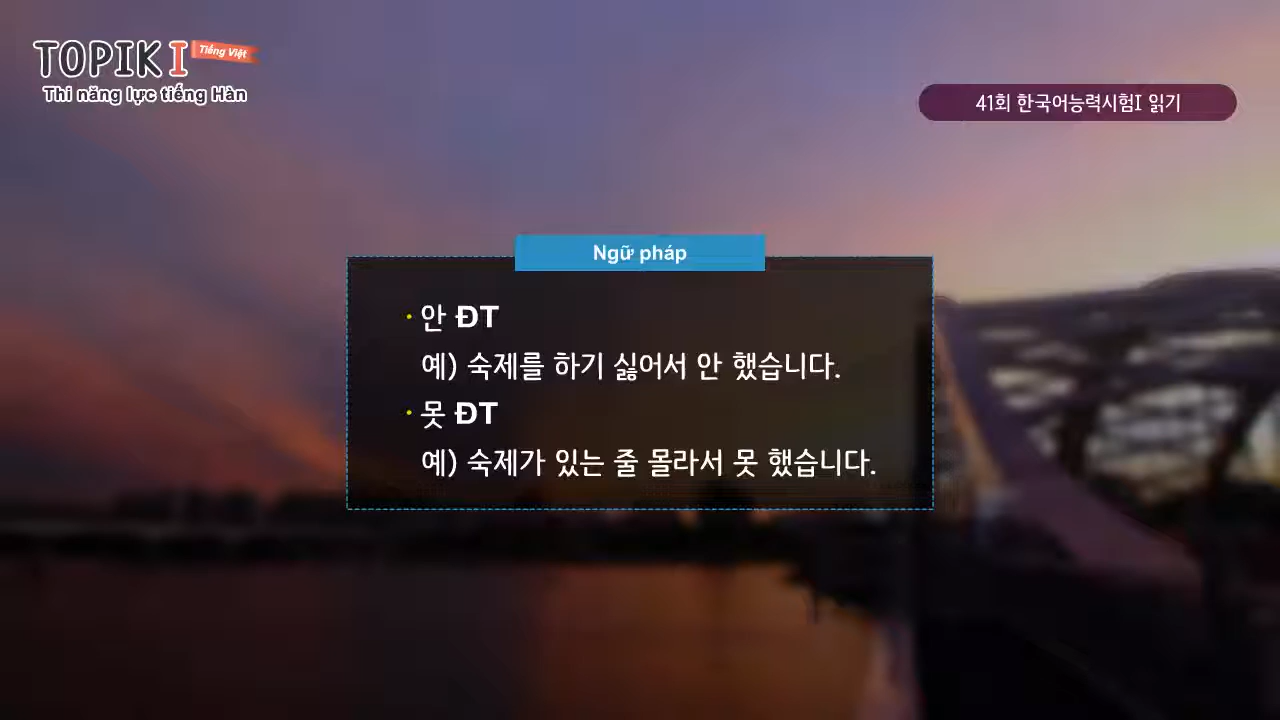 TOPIK I Tiếng Việt
Thi năng lực tiếng Hàn
41회 한국어능력시험I 읽기
Ngữ pháp
· 안 ĐT
예) 숙제를 하기 싫어서 안 했습니다.
· 못 ĐT
예) 숙제가 있는 줄 몰라서 못 했습니다.